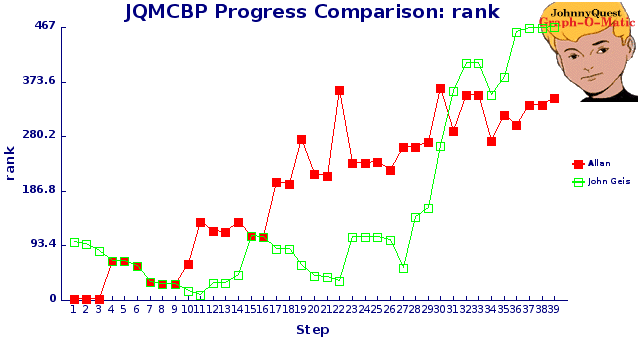 JQMCBP Progress Comparison: rank
JohnnyQuest
Graph-O-Matic
467
373.6
280.2
186.8
93.4
0
rank
1 2 3 4 5 6 7 8 9 10 11 12 13 14 15 16 17 18 19 20 21 22 23 24 25 26 27 28 29 30 31 32 33 34 35 36 37 38 39
Step
Allan
John Geis